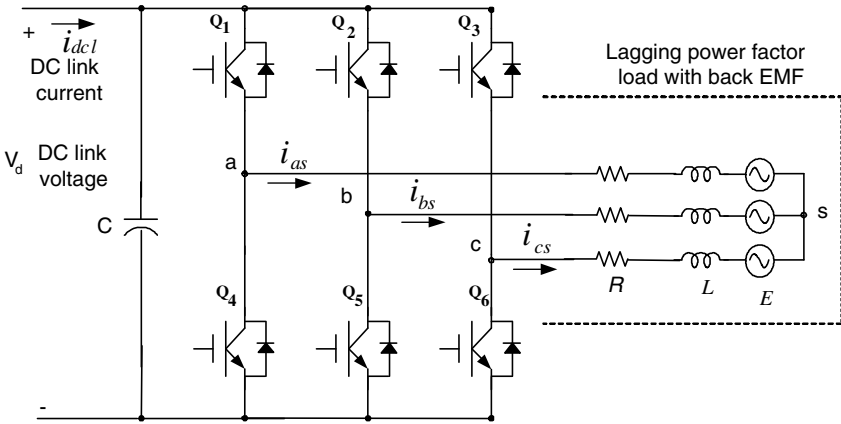 +
i_dcl
DC link
current
Q1
Q2
Q3
Lagging power factor
load with back EMF
Vd
DC link
voltage
C
a
i_as
b
i_bs
c
i_cs
s
R
L
E
Q4
Q5
Q6
-